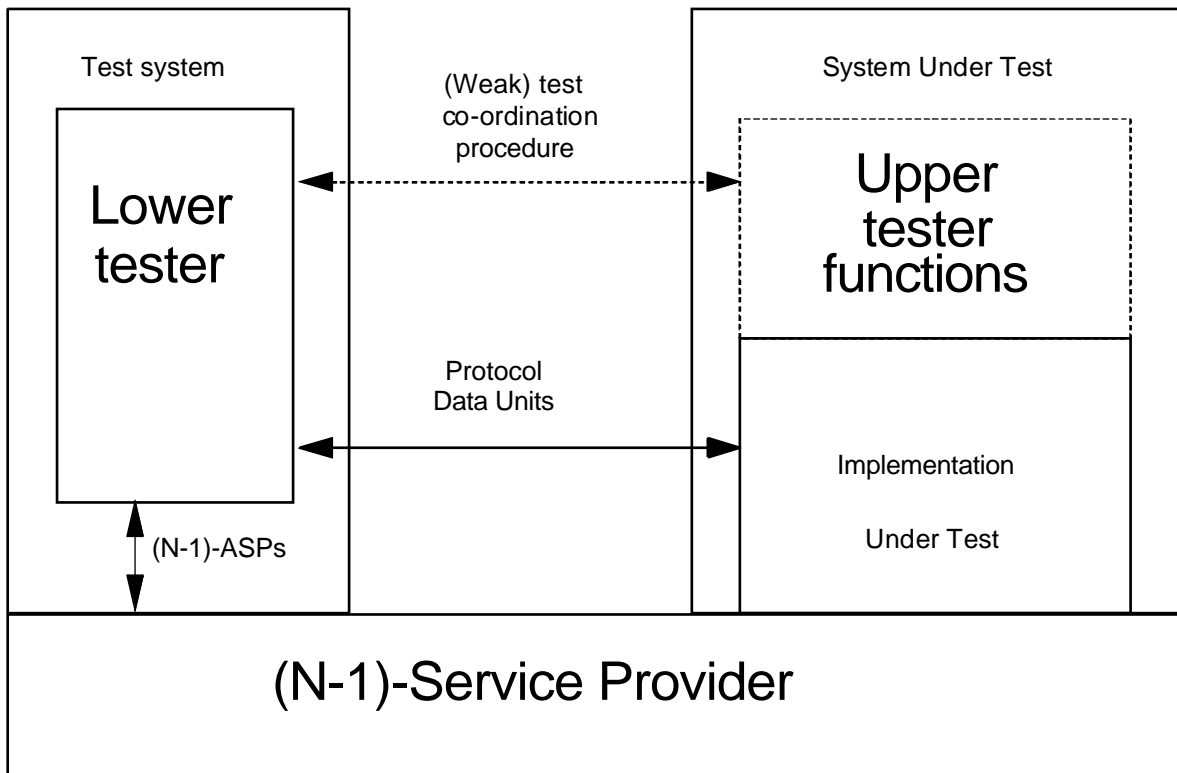 Test system
Lower
tester
(N-1)-ASPs
(Weak) test
co-ordination
procedure
Protocol
Data Units
System Under Test
Upper
tester
functions
Implementation
Under Test
(N-1)-Service Provider